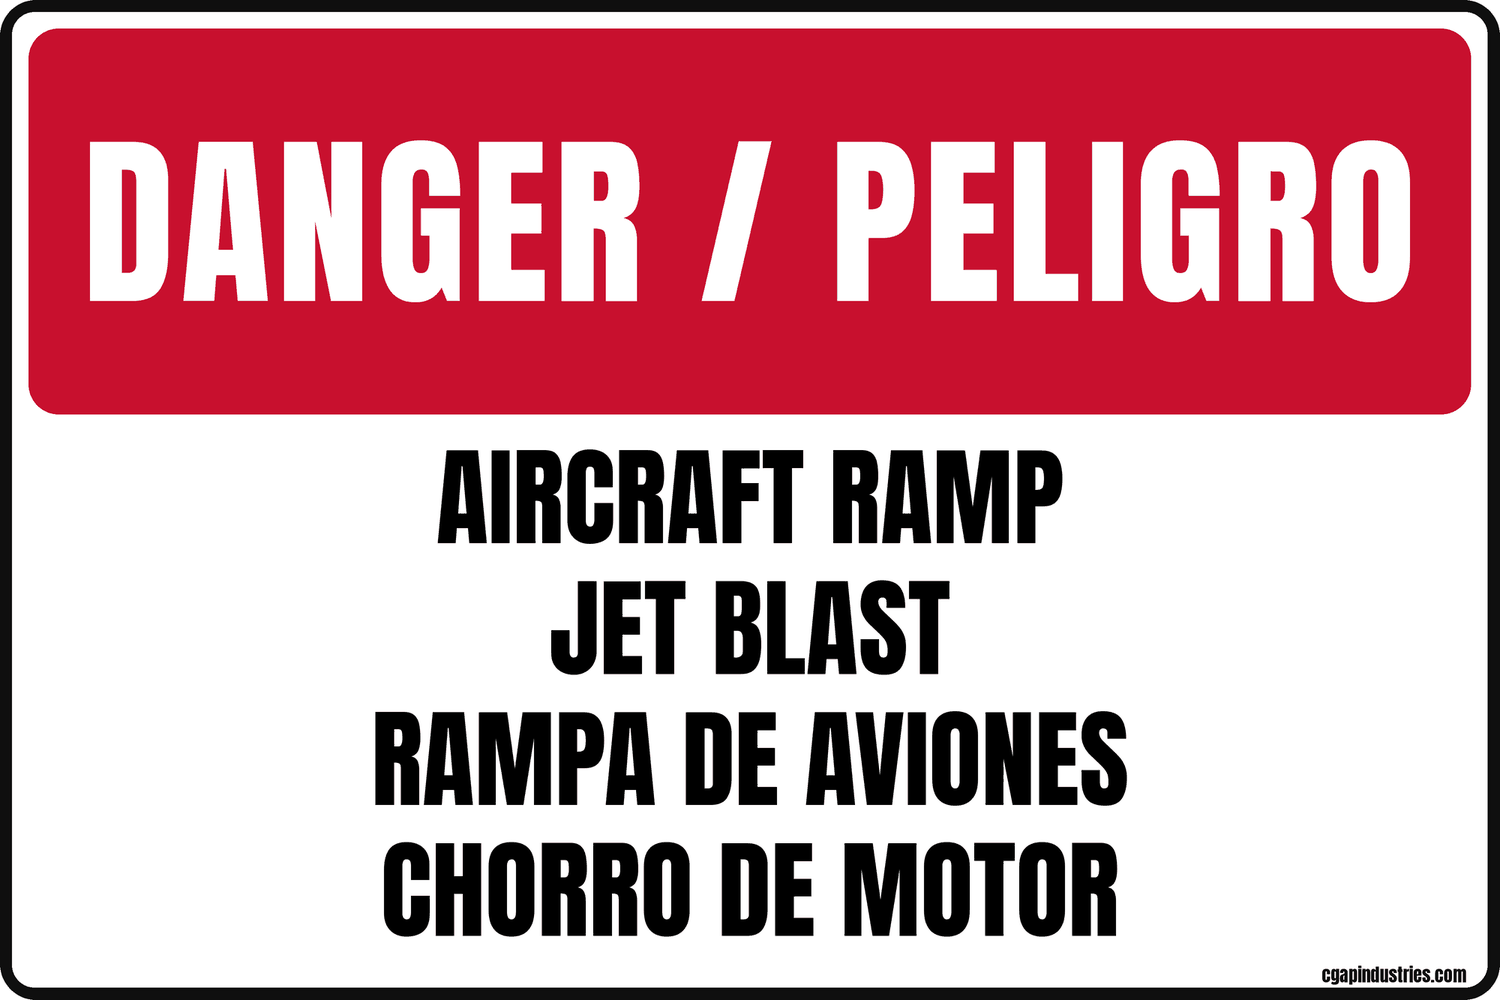 DANGER / PELIGRO
AIRCRAFT RAMP
JET BLAST
RAMPA DE AVIONES
CHORRO DE MOTOR
cgapindustries.com